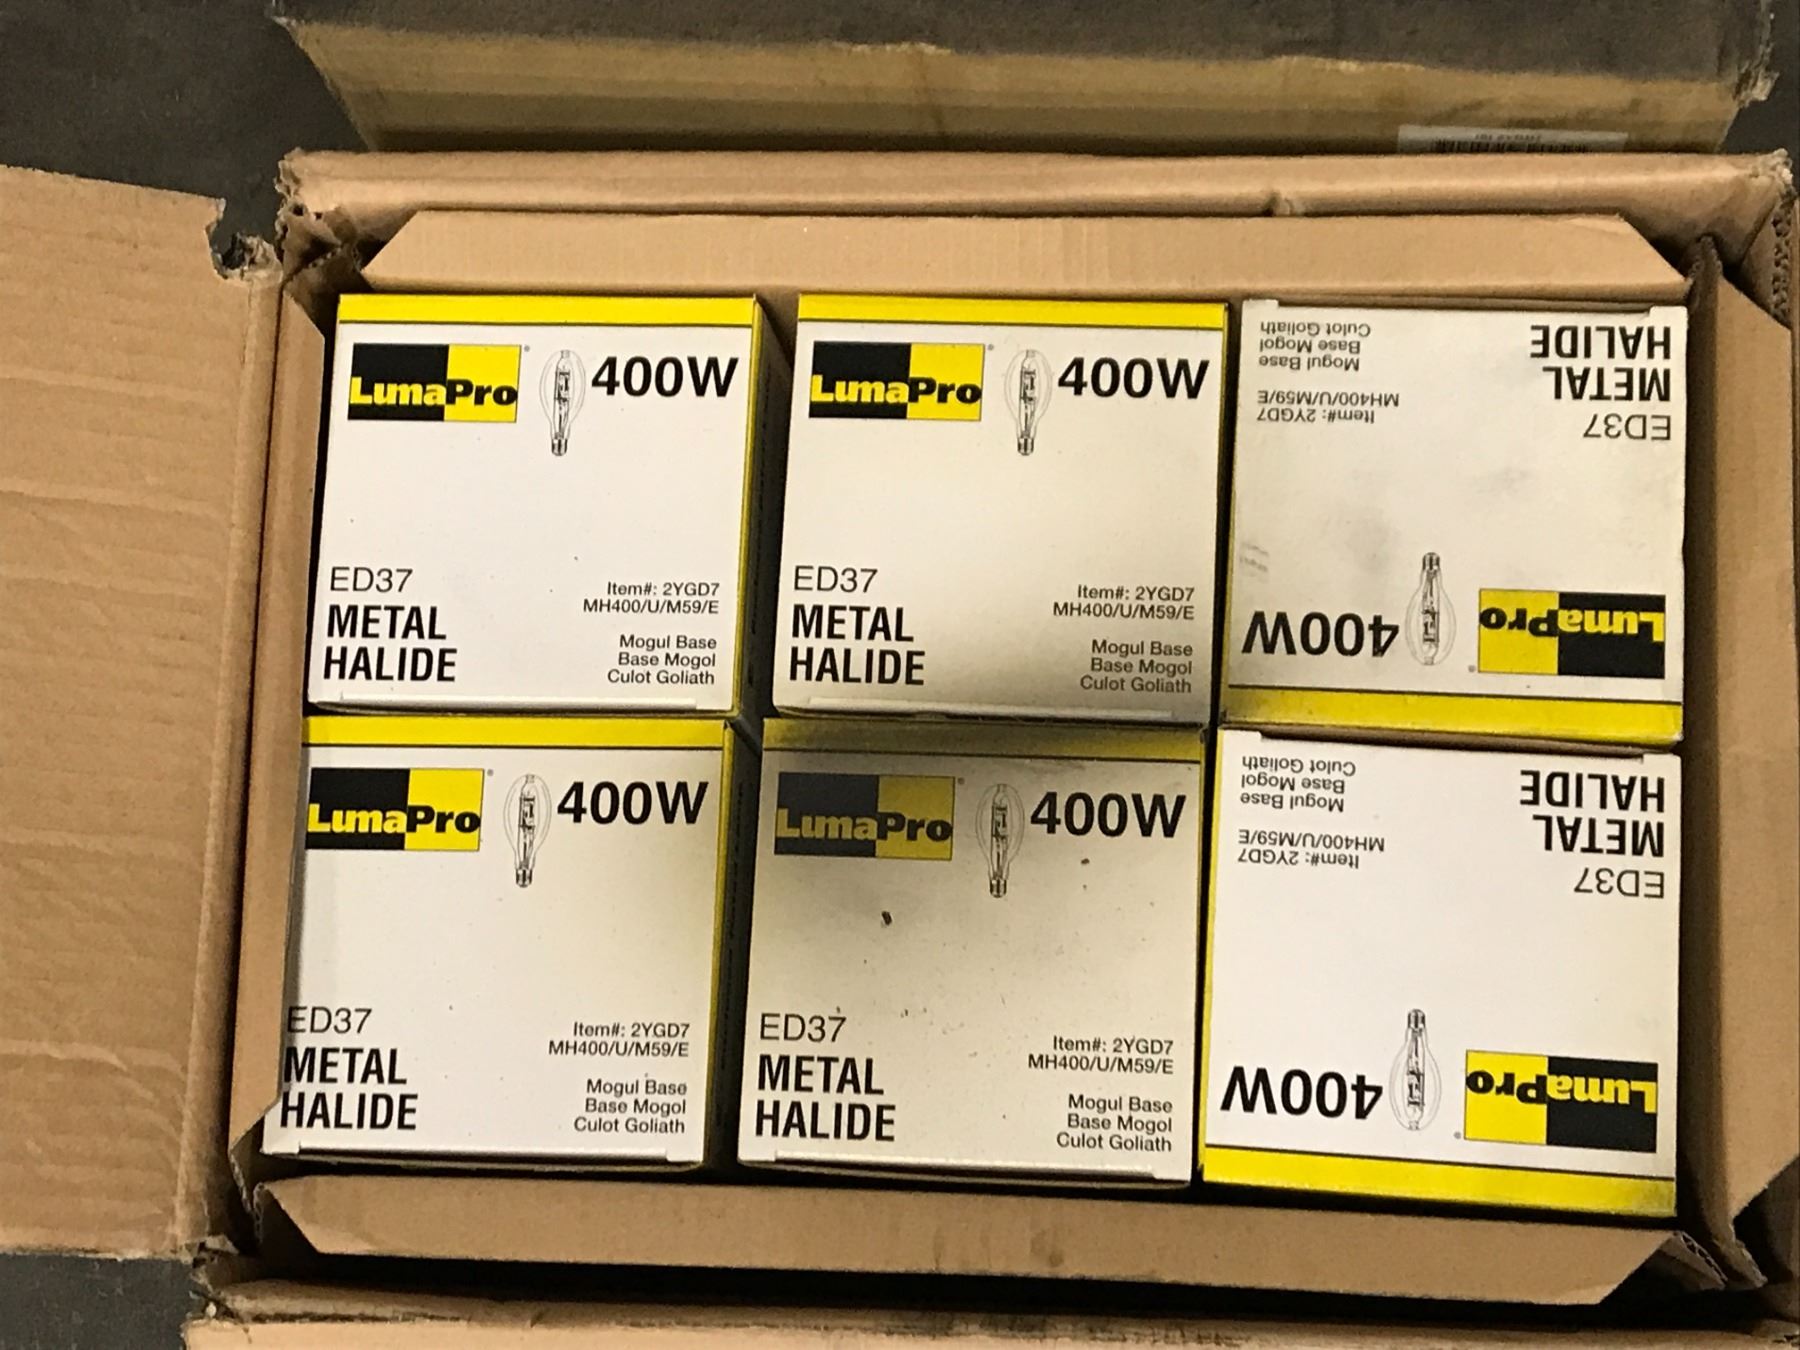 LumaPro® 400W
ED37
METAL
HALIDE
Item#: 2YGD7
MH400/U/M59/E
Mogul Base
Base Mogol
Culot Goliath
LumaPro® 400W
ED37
METAL
HALIDE
Item#: 2YGD7
MH400/U/M59/E
Mogul Base
Base Mogol
Culot Goliath
LumaPro® 400W
ED37
METAL
HALIDE
Item#: 2YGD7
MH400/U/M59/E
Mogul Base
Base Mogol
Culot Goliath
LumaPro® 400W
ED37
METAL
HALIDE
Item#: 2YGD7
MH400/U/M59/E
Mogul Base
Base Mogol
Culot Goliath
LumaPro® 400W
ED37
METAL
HALIDE
Item#: 2YGD7
MH400/U/M59/E
Mogul Base
Base Mogol
Culot Goliath
LumaPro® 400W
ED37
METAL
HALIDE
Item#: 2YGD7
MH400/U/M59/E
Mogul Base
Base Mogol
Culot Goliath